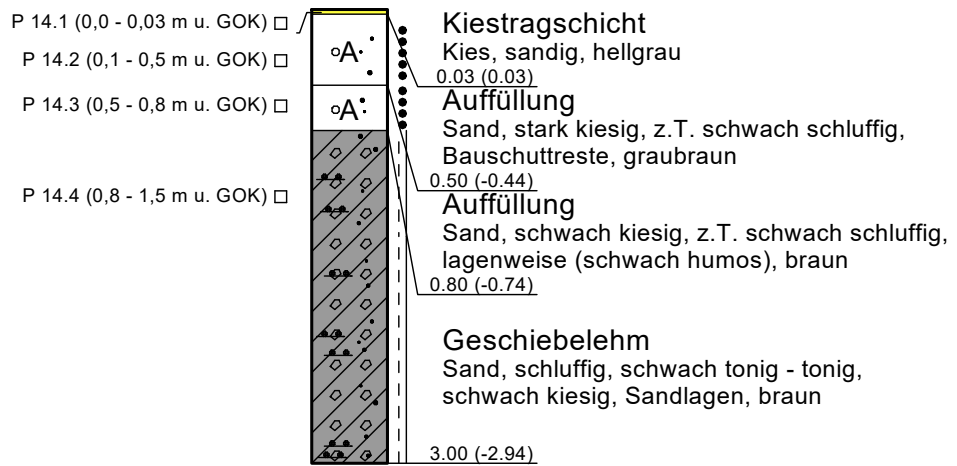 P 14.1 (0,0 - 0,03 m u. GOK)
P 14.2 (0,1 - 0,5 m u. GOK)
P 14.3 (0,5 - 0,8 m u. GOK)
P 14.4 (0,8 - 1,5 m u. GOK)
A
A
Kiestragschicht
Kies, sandig, hellgrau
0.03 (0.03)
Auffüllung
Sand, stark kiesig, z.T. schwach schluffig,
Bauschuttreste, graubraun
0.50 (-0.44)
Auffüllung
Sand, schwach kiesig, z.T. schwach schluffig,
lagenweise (schwach humos), braun
0.80 (-0.74)
Geschiebelehm
Sand, schluffig, schwach tonig - tonig,
schwach kiesig, Sandlagen, braun
3.00 (-2.94)